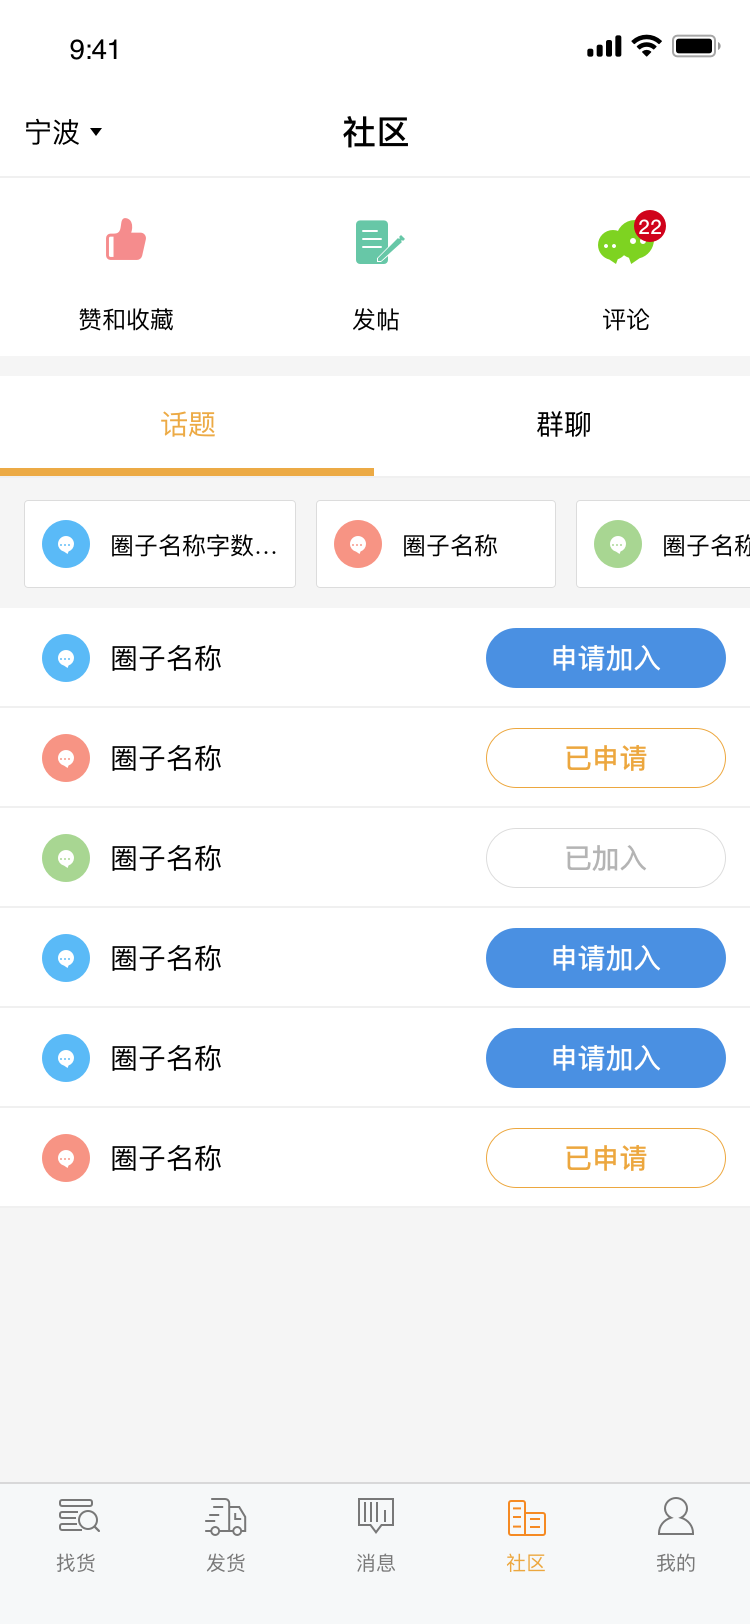 9:41
宁波
社区
22
赞和收藏
发帖
评论
话题
群聊
圈子名称字数...
圈子名称
圈子名称
圈子名称
申请加入
圈子名称
已申请
圈子名称
已加入
圈子名称
申请加入
圈子名称
申请加入
圈子名称
已申请
找货
发货
消息
社区
我的